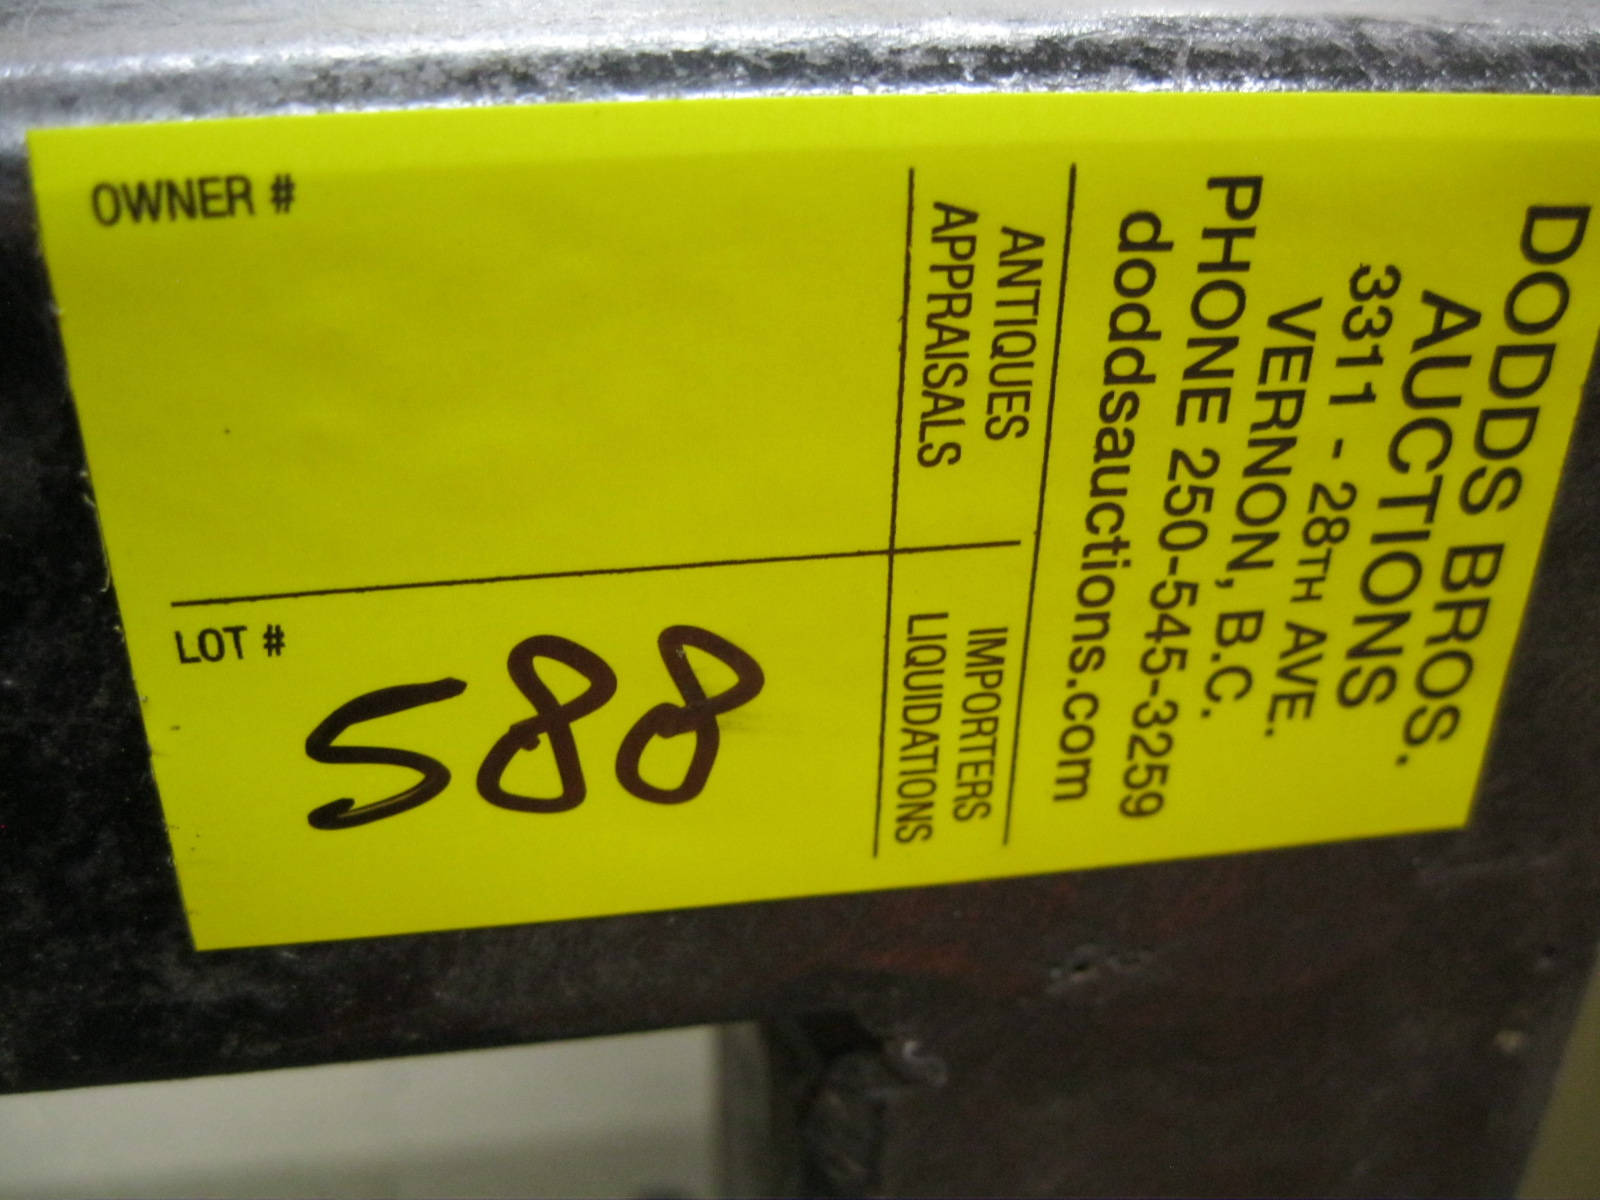 DODDS BROS.
AUCTIONS
3311 - 28TH AVE.
VERNON, B.C.
PHONE 250-545-3259
doddsauctions.com
ANTIQUES
APPRAISALS
IMPORTERS
LIQUIDATIONS
OWNER #
LOT #
588